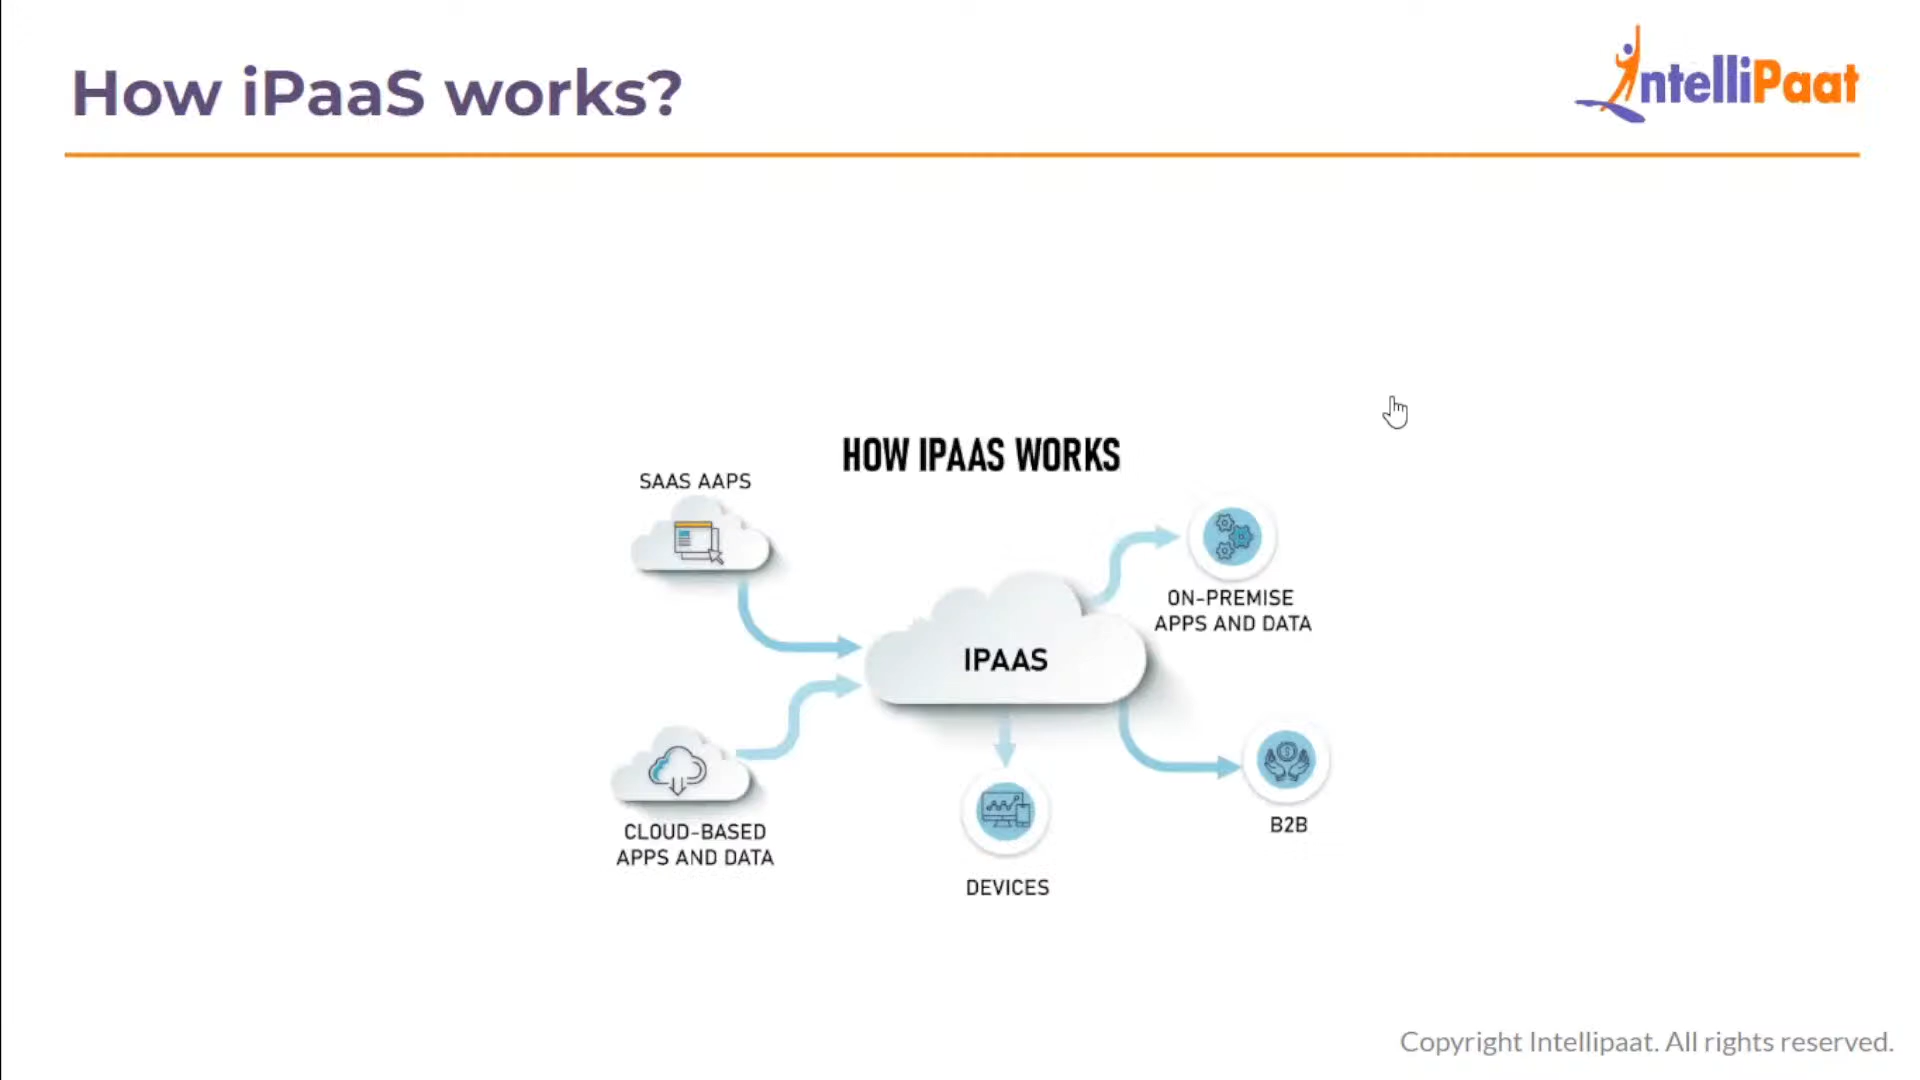 How iPaaS works?
IntelliPaat
HOW IPAAS WORKS
SAAS AAPS
ON-PREMISE
APPS AND DATA
IPAAS
CLOUD-BASED
APPS AND DATA
DEVICES
B2B
Copyright Intellipaat. All rights reserved.